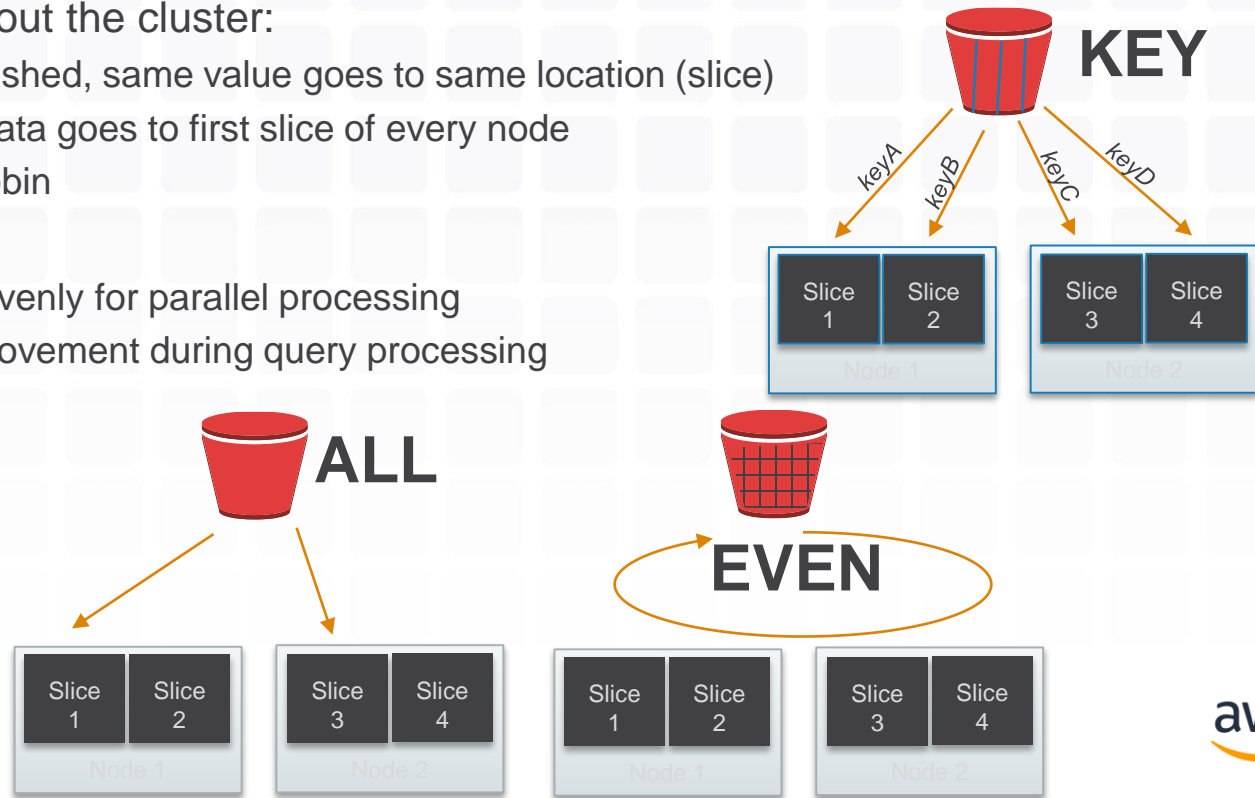 out the cluster:
shed, same value goes to same location (slice)
ata goes to first slice of every node
bin
venly for parallel processing
ovement during query processing
KEY
keyA
keyB
keyC
keyD
Slice
1
Slice
2
Slice
3
Slice
4
Node 1
Node 2
ALL
EVEN
Slice
1
Slice
2
Slice
3
Slice
4
Node 1
Node 2
Slice
1
Slice
2
Slice
3
Slice
4
Node 1
Node 2